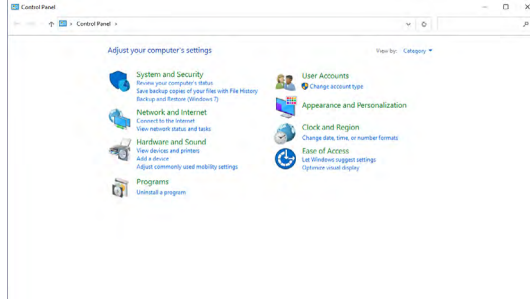 Control Panel
Control Panel
Adjust your computer's settings
View by: Category
System and Security
Review your computer's status
Save backup copies of your files with File History
Backup and Restore (Windows 7)
Network and Internet
Connect to the Internet
View network status and tasks
Hardware and Sound
View devices and printers
Add a device
Adjust commonly used mobility settings
Programs
Uninstall a program
User Accounts
Change account type
Appearance and Personalization
Clock and Region
Change date, time, or number formats
Ease of Access
Let Windows suggest settings
Optimize visual display